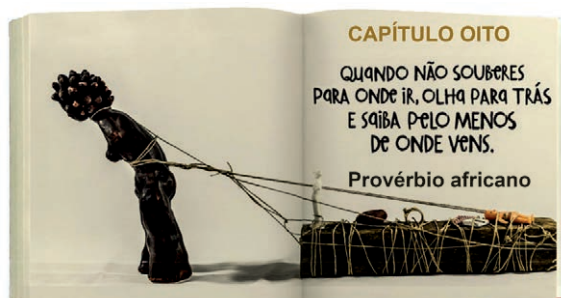 CAPÍTULO OITO
QUANDO NÃO SOUBERES
PARA ONDE IR, OLHA PARA TRÁS
E SAIBA PELO MENOS
DE ONDE VENS.
Provérbio africano